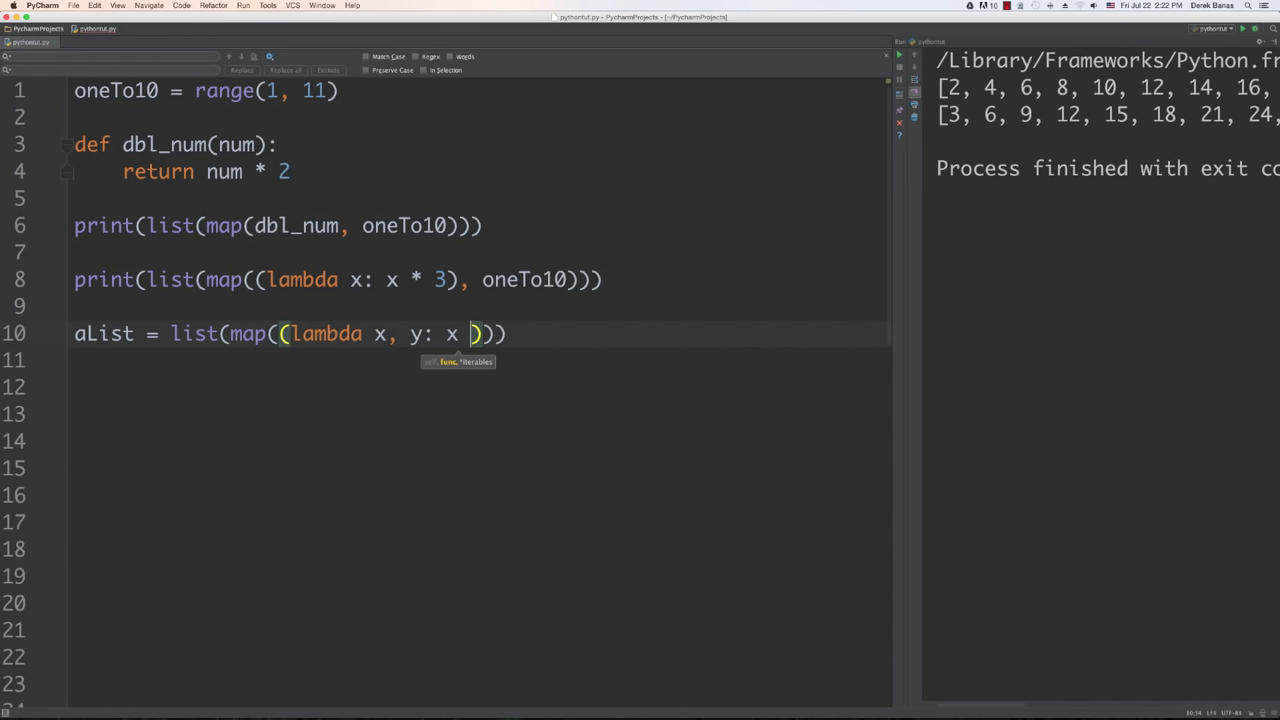 PyCharm File Edit View Navigate Code Refactor Run Tools VCS Window Help
10 Fri Jul 22 2:22 PM Derek Banas
pythontut.py - PycharmProjects - [~/PycharmProjects]
PycharmProjects pythontut.py
pythontut
pythontut.py
Run pythontut
Match Case Regex Words
Replace Replace all Exclude Preserve Case In Selection
1 oneTo10 = range(1, 11)
2
3 def dbl_num(num):
4 return num * 2
5
6 print(list(map(dbl_num, oneTo10)))
7
8 print(list(map((lambda x: x * 3), oneTo10)))
9
10 aList = list(map((lambda x, y: x )))
self, func, *iterables
11
12
13
14
15
16
17
18
19
20
21
22
23
/Library/Frameworks/Python.fr
[2, 4, 6, 8, 10, 12, 14, 16,
[3, 6, 9, 12, 15, 18, 21, 24,
Process finished with exit co
10:34 LF‡ UTF-8‡